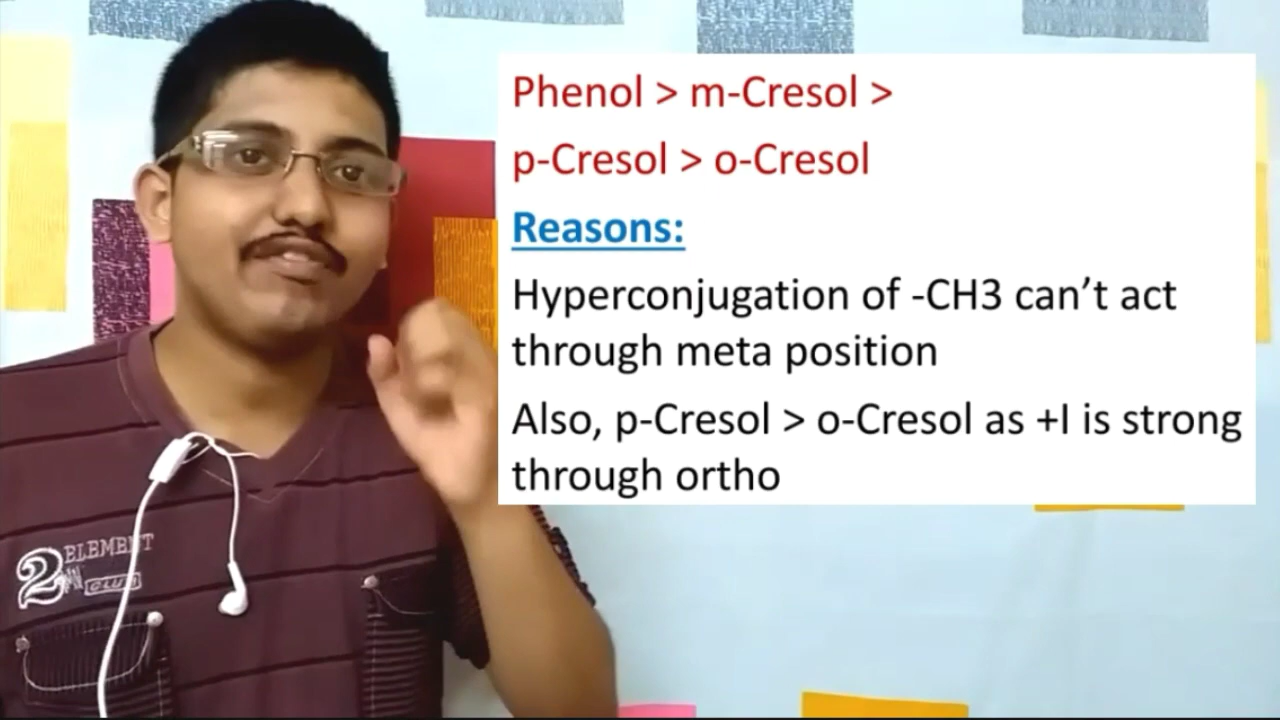 Phenol > m-Cresol >
p-Cresol > o-Cresol
Reasons:
Hyperconjugation of -CH3 can’t act
through meta position
Also, p-Cresol > o-Cresol as +I is strong
through ortho
2 ELEMENT
CLUB